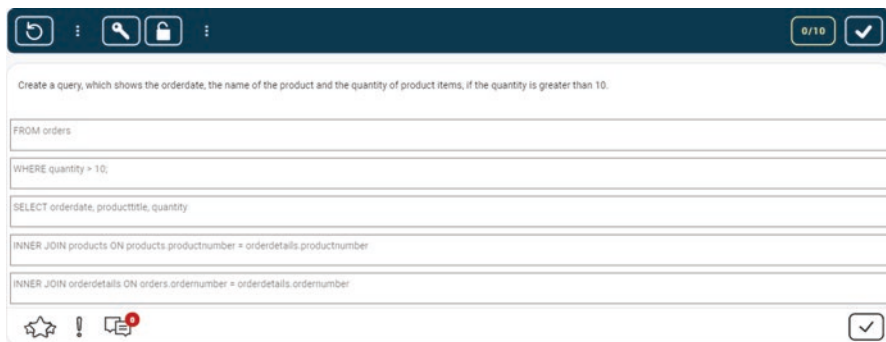 0/10
Create a query, which shows the orderdate, the name of the product and the quantity of product items, if the quantity is greater than 10.
FROM orders
WHERE quantity > 10;
SELECT orderdate, producttitle, quantity
INNER JOIN products ON products.productnumber = orderdetails.productnumber
INNER JOIN orderdetails ON orders.ordernumber = orderdetails.ordernumber
0